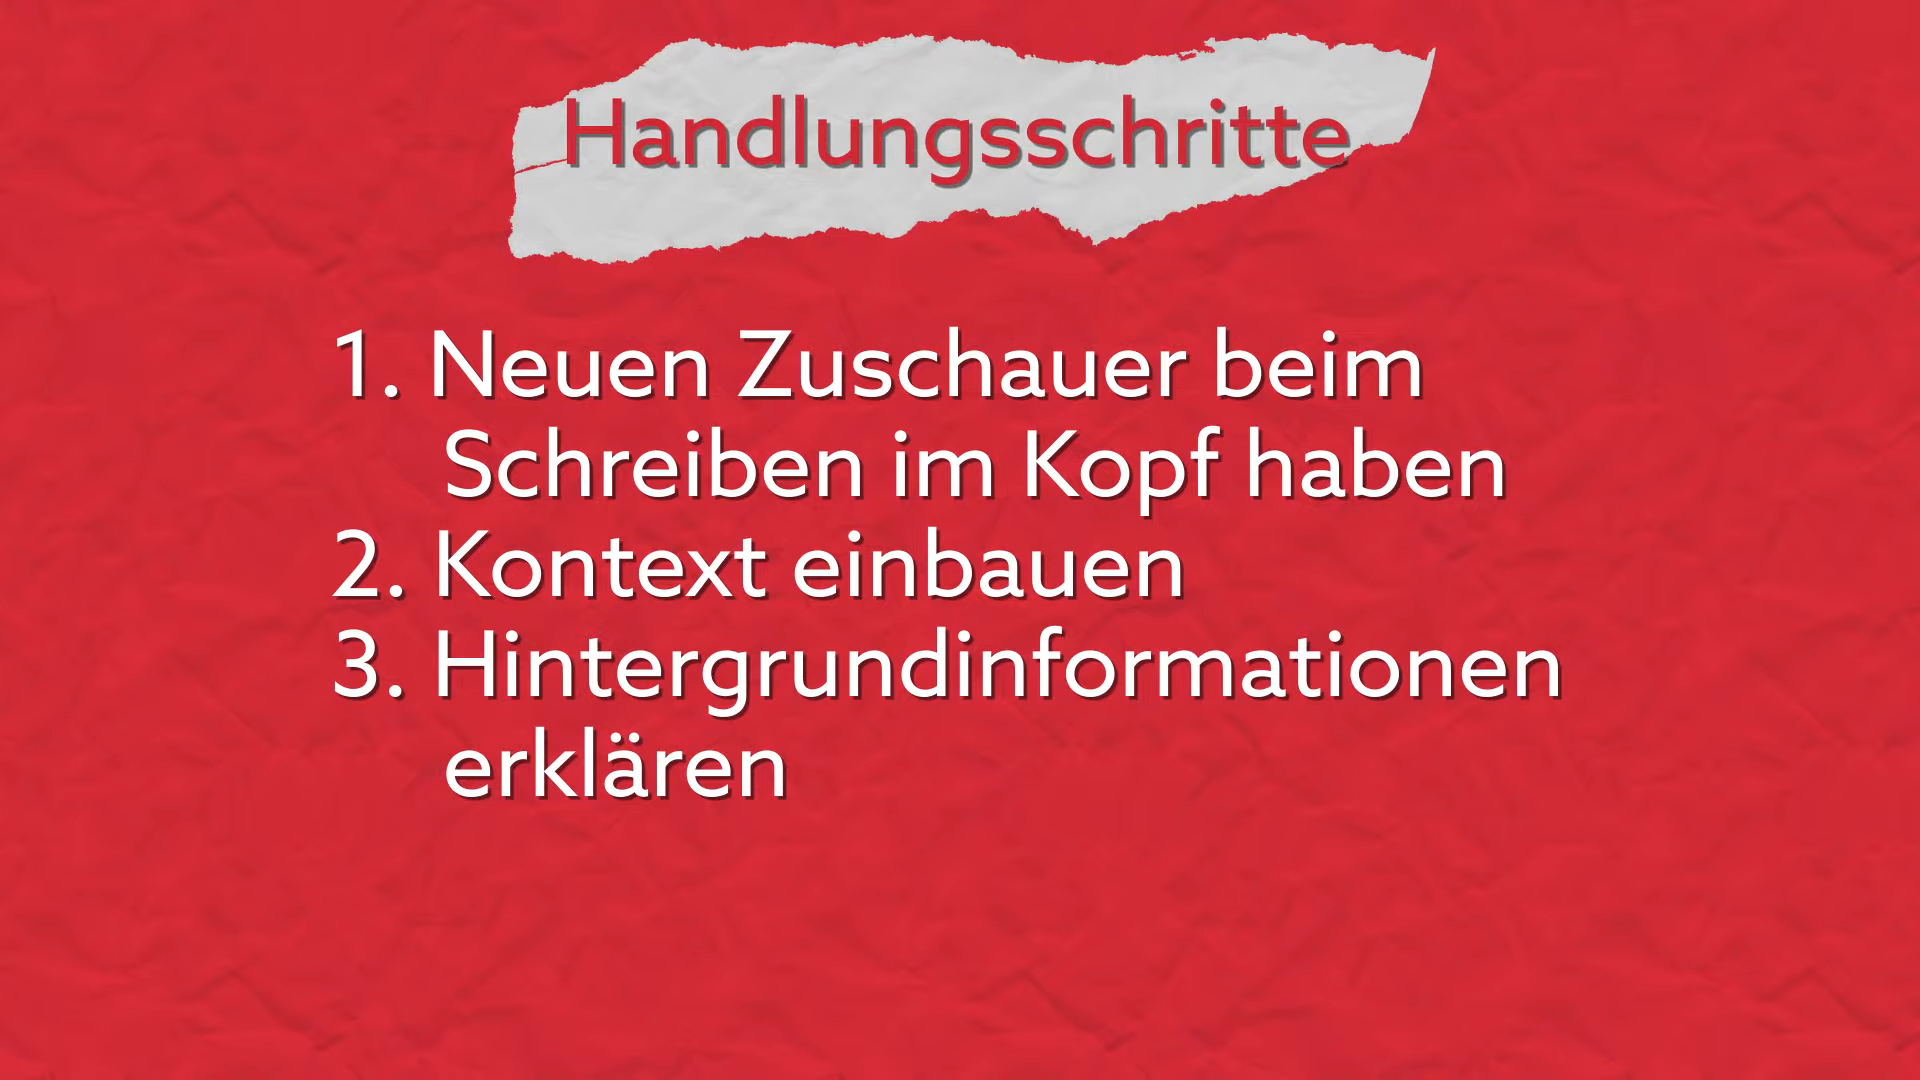 Handlungsschritte
1. Neuen Zuschauer beim
Schreiben im Kopf haben
2. Kontext einbauen
3. Hintergrundinformationen
erklären